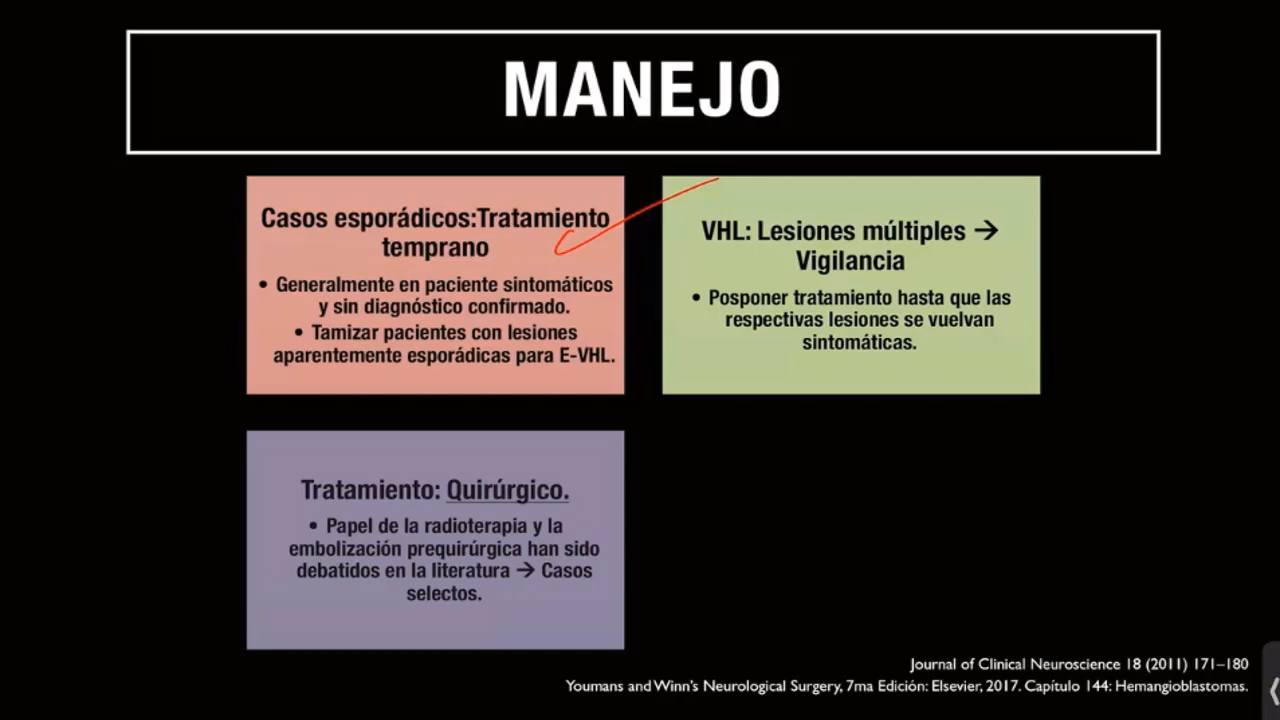 MANEJO
Casos esporádicos:Tratamiento
temprano
• Generalmente en paciente sintomáticos
y sin diagnóstico confirmado.
• Tamizar pacientes con lesiones
aparentemente esporádicas para E-VHL.
VHL: Lesiones múltiples →
Vigilancia
• Posponer tratamiento hasta que las
respectivas lesiones se vuelvan
sintomáticas.
Tratamiento: Quirúrgico.
• Papel de la radioterapia y la
embolización prequirúrgica han sido
debatidos en la literatura → Casos
selectos.
Journal of Clinical Neuroscience 18 (2011) 171–180
Youmans and Winn's Neurological Surgery, 7ma Edición: Elsevier, 2017. Capítulo 144: Hemangioblastomas.